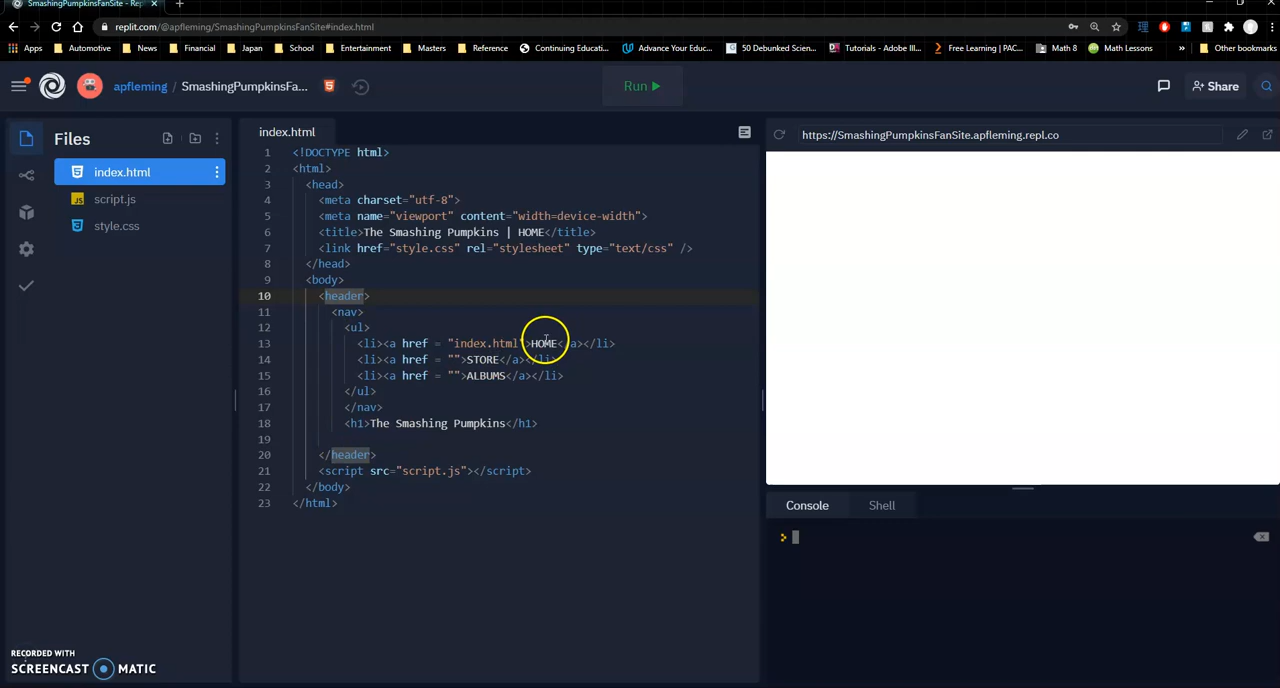 SmashingPumpkinsFanSite - Repl
replit.com/@apfleming/SmashingPumpkinsFanSite#index.html
Apps Automotive News Financial Japan School Entertainment Masters Reference Continuing Educati... Advance Your Educ... 50 Debunked Scien... Tutorials - Adobe Ill... Free Learning | PAC... Math 8 Math Lessons » Other bookmarks
apfleming / SmashingPumpkinsFa... Run Share
Files
index.html
script.js
style.css
index.html
1 <!DOCTYPE html>
2 <html>
3 <head>
4 <meta charset="utf-8">
5 <meta name="viewport" content="width=device-width">
6 <title>The Smashing Pumpkins | HOME</title>
7 <link href="style.css" rel="stylesheet" type="text/css" />
8 </head>
9 <body>
10 <header>
11 <nav>
12 <ul>
13 <li><a href = "index.html">HOME</a></li>
14 <li><a href = "">STORE</a></li>
15 <li><a href = "">ALBUMS</a></li>
16 </ul>
17 </nav>
18 <h1>The Smashing Pumpkins</h1>
19
20 </header>
21 <script src="script.js"></script>
22 </body>
23 </html>
https://SmashingPumpkinsFanSite.apfleming.repl.co
Console Shell
RECORDED WITH
SCREENCAST MATIC